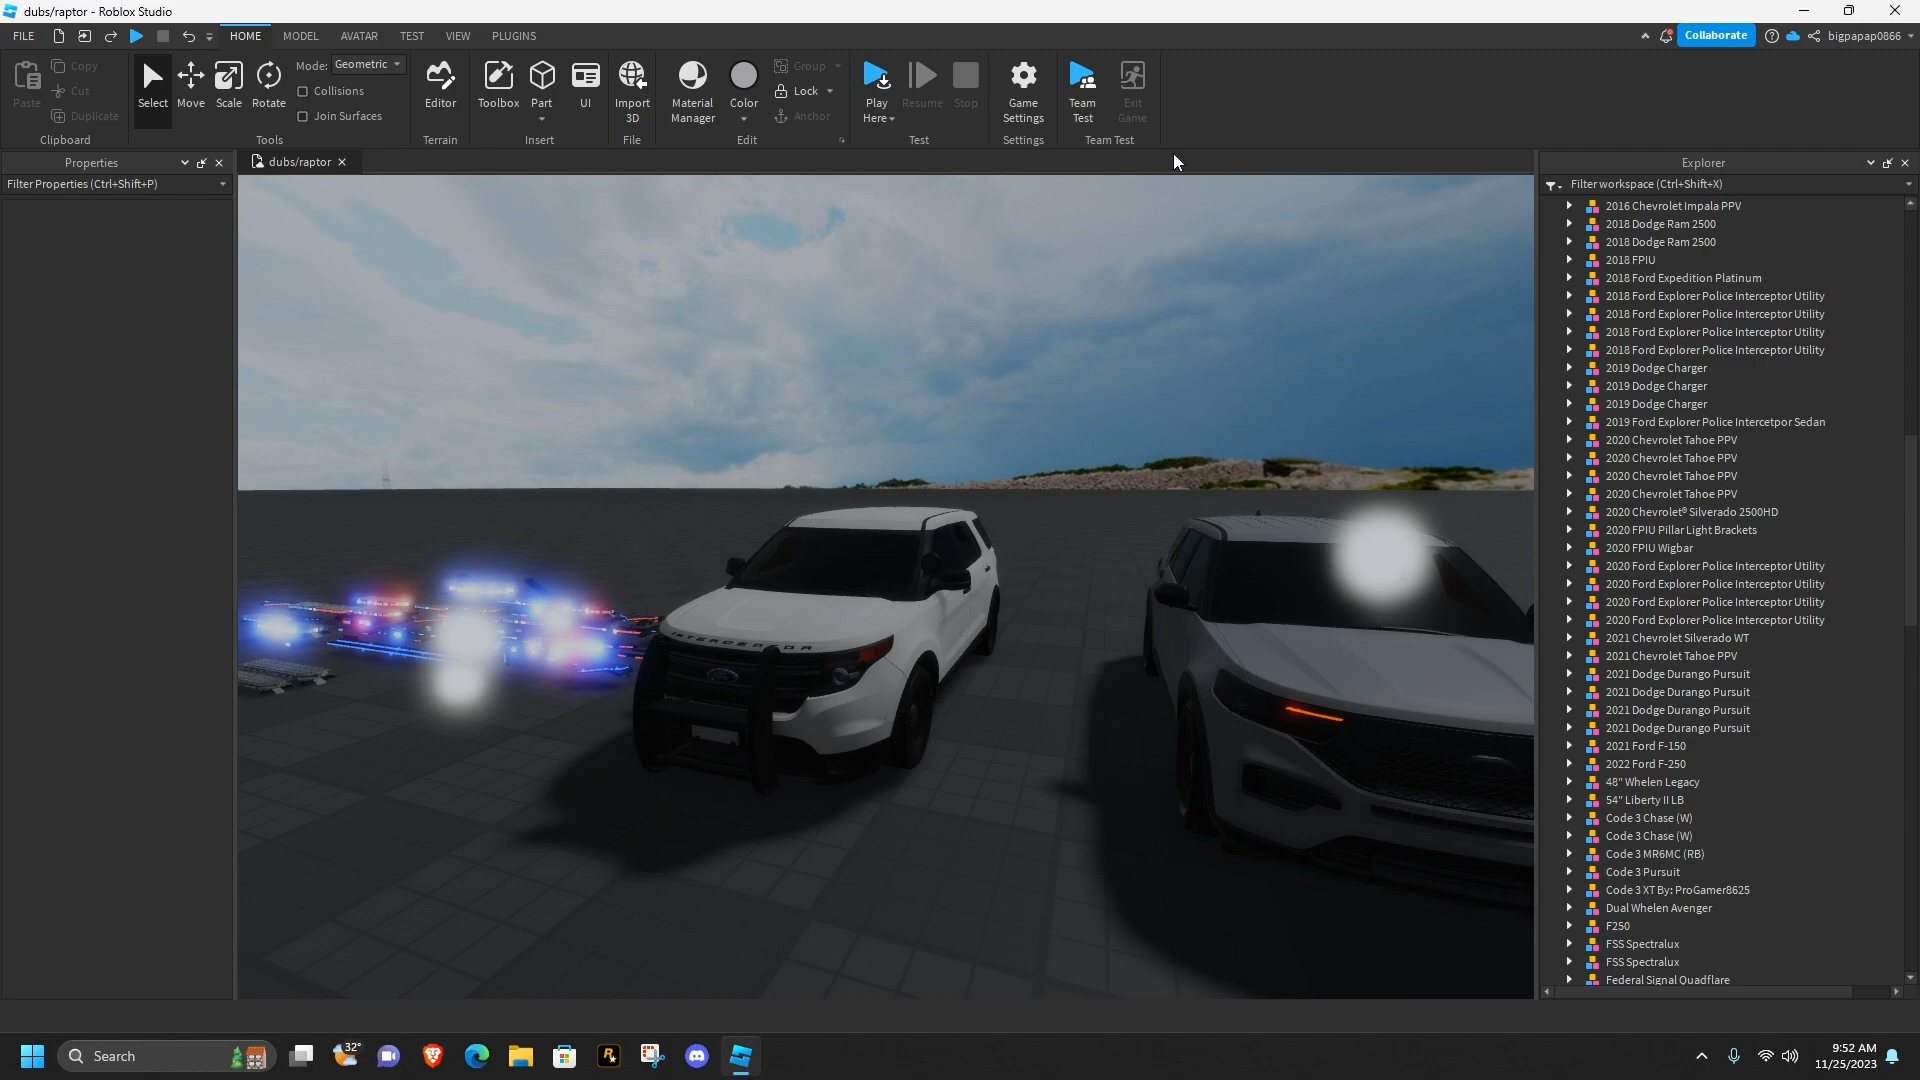 dubs/raptor - Roblox Studio
FILE
HOME
MODEL
AVATAR
TEST
VIEW
PLUGINS
Collaborate
bigpapap0866
Paste
Copy
Cut
Duplicate
Clipboard
Select
Move
Scale
Rotate
Mode: Geometric
Collisions
Join Surfaces
Tools
Editor
Terrain
Toolbox
Part
UI
Insert
Import
3D
File
Material
Manager
Color
Group
Lock
Anchor
Edit
Play
Here
Resume
Stop
Test
Game
Settings
Settings
Team
Test
Exit
Game
Team Test
Properties
Filter Properties (Ctrl+Shift+P)
dubs/raptor
INTERCEPTOR
Ford
Explorer
Filter workspace (Ctrl+Shift+X)
2016 Chevrolet Impala PPV
2018 Dodge Ram 2500
2018 Dodge Ram 2500
2018 FPIU
2018 Ford Expedition Platinum
2018 Ford Explorer Police Interceptor Utility
2018 Ford Explorer Police Interceptor Utility
2018 Ford Explorer Police Interceptor Utility
2018 Ford Explorer Police Interceptor Utility
2019 Dodge Charger
2019 Dodge Charger
2019 Dodge Charger
2019 Ford Explorer Police Intercetpor Sedan
2020 Chevrolet Tahoe PPV
2020 Chevrolet Tahoe PPV
2020 Chevrolet Tahoe PPV
2020 Chevrolet Tahoe PPV
2020 Chevrolet® Silverado 2500HD
2020 FPIU Pillar Light Brackets
2020 FPIU Wigbar
2020 Ford Explorer Police Interceptor Utility
2020 Ford Explorer Police Interceptor Utility
2020 Ford Explorer Police Interceptor Utility
2020 Ford Explorer Police Interceptor Utility
2021 Chevrolet Silverado WT
2021 Chevrolet Tahoe PPV
2021 Dodge Durango Pursuit
2021 Dodge Durango Pursuit
2021 Dodge Durango Pursuit
2021 Dodge Durango Pursuit
2021 Ford F-150
2022 Ford F-250
48" Whelen Legacy
54" Liberty II LB
Code 3 Chase (W)
Code 3 Chase (W)
Code 3 MR6MC (RB)
Code 3 Pursuit
Code 3 XT By: ProGamer8625
Dual Whelen Avenger
F250
FSS Spectralux
FSS Spectralux
Federal Signal Quadflare
Search
32°
9:52 AM
11/25/2023